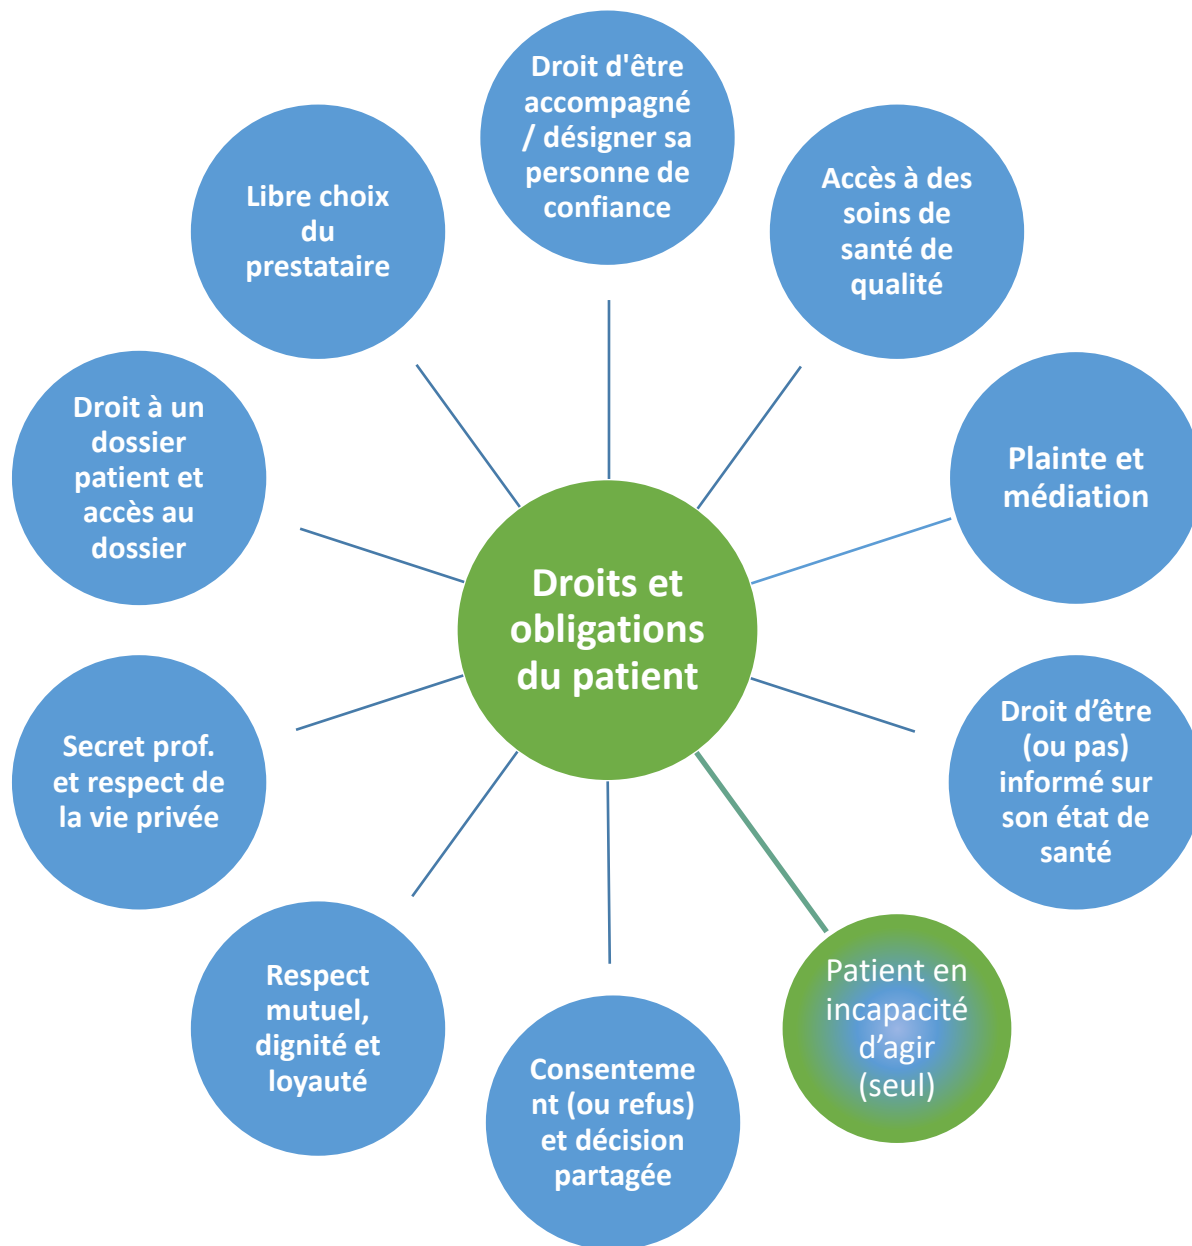 Droit d'être
accompagné
/ désigner sa
personne de
confiance
Accès à des
soins de
santé de
qualité
Plainte et
médiation
Droit d’être
(ou pas)
informé sur
son état de
santé
Patient en
incapacité
d’agir
(seul)
Consenteme
nt (ou refus)
et décision
partagée
Respect
mutuel,
dignité et
loyauté
Secret prof.
et respect de
la vie privée
Droit à un
dossier
patient et
accès au
dossier
Libre choix
du
prestataire
Droits et
obligations
du patient